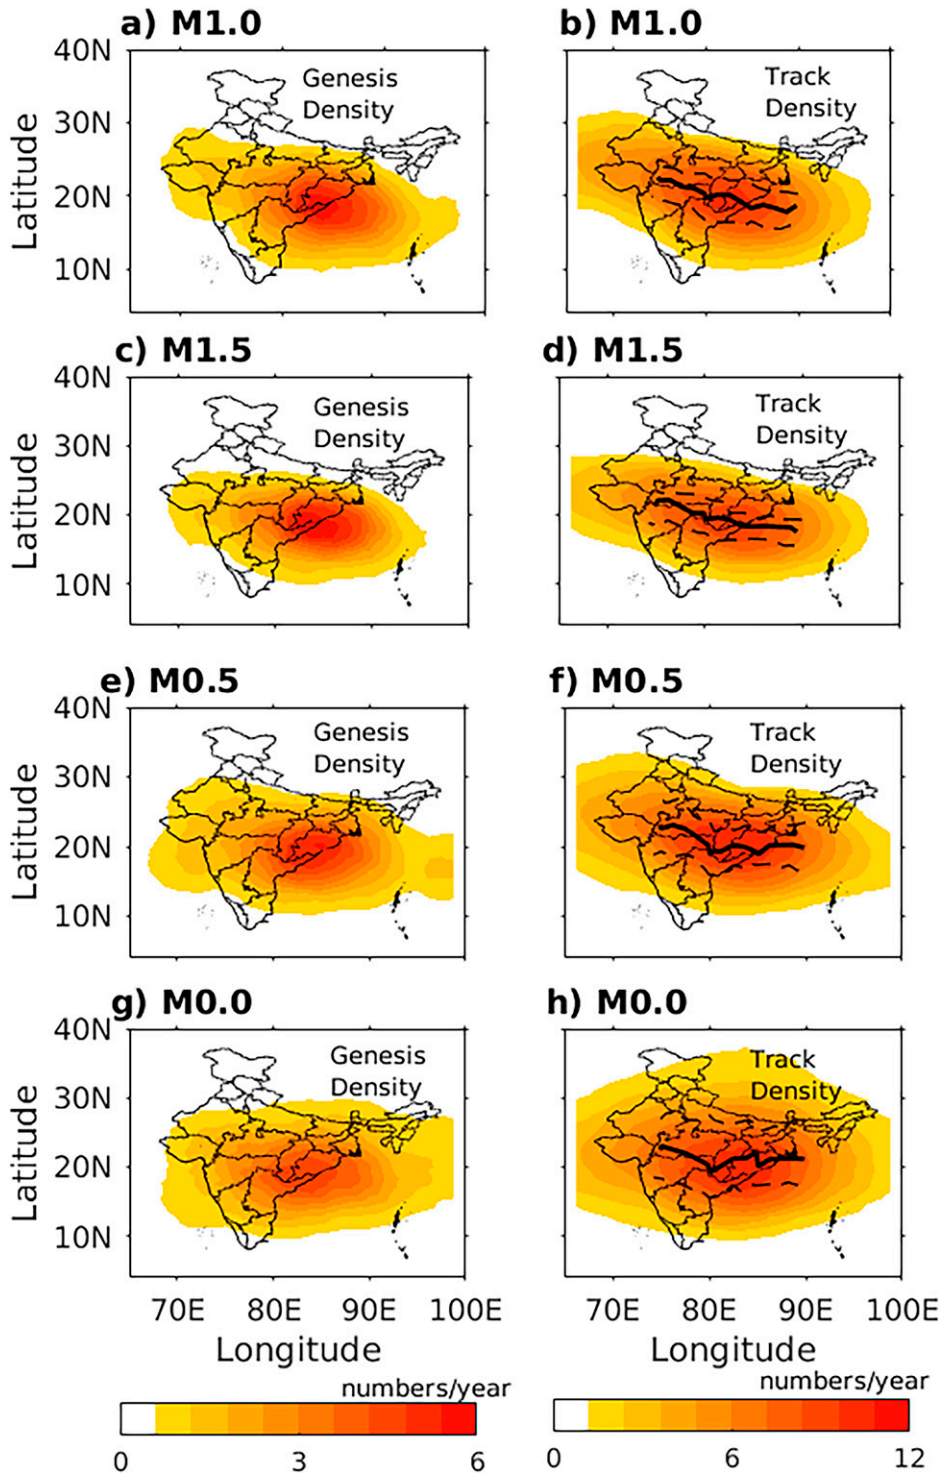 a) M1.0
b) M1.0
40N
30N
20N
10N
Latitude
Genesis
Density
Track
Density
c) M1.5
d) M1.5
40N
30N
20N
10N
Latitude
Genesis
Density
Track
Density
e) M0.5
f) M0.5
40N
30N
20N
10N
Latitude
Genesis
Density
Track
Density
g) M0.0
h) M0.0
40N
30N
20N
10N
Latitude
Genesis
Density
Track
Density
70E 80E 90E 100E
70E 80E 90E 100E
Longitude
Longitude
numbers/year
numbers/year
0 3 6
0 6 12